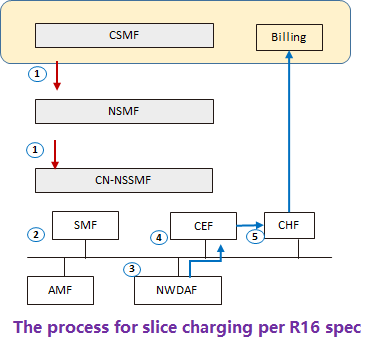 CSMF
Billing
1
NSMF
1
CN-NSSMF
2
SMF
4
CEF
5
CHF
3
AMF
NWDAF
The process for slice charging per R16 spec